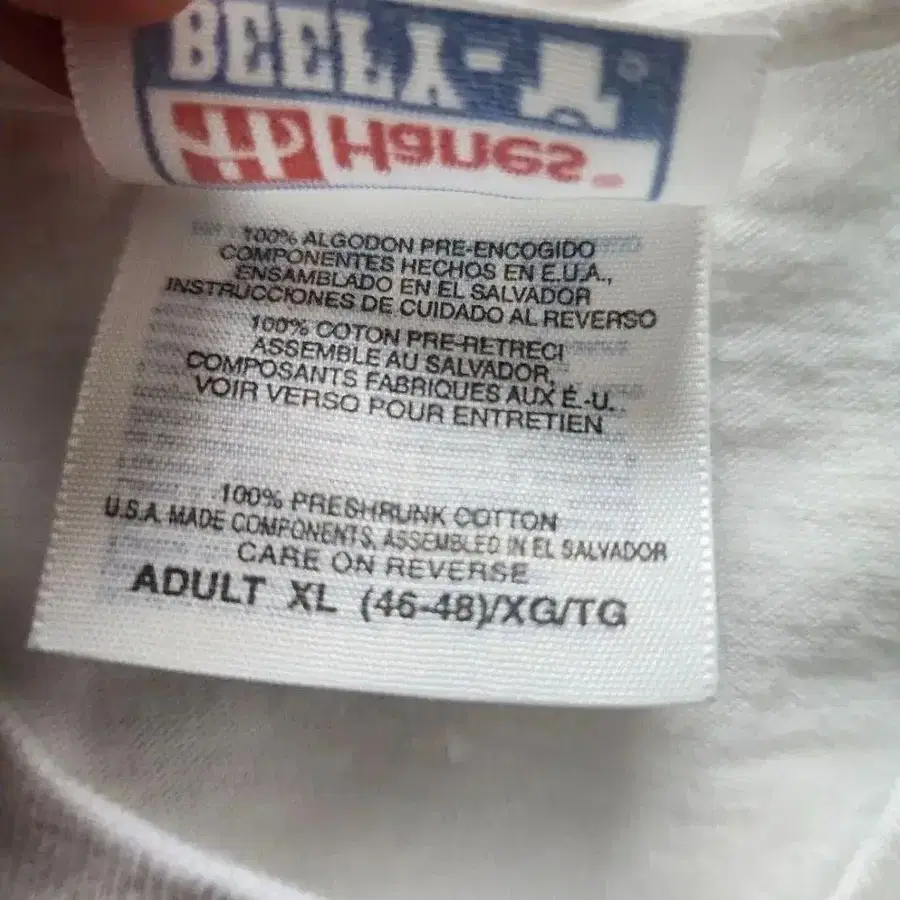 BEEFY-T
Hanes
100% ALGODON PRE-ENCOGIDO
COMPONENTES HECHOS EN E.U.A.,
ENSAMBLADO EN EL SALVADOR
INSTRUCCIONES DE CUIDADO AL REVERSO
100% COTON PRE-RETRECI
ASSEMBLE AU SALVADOR,
COMPOSANTS FABRIQUES AUX É.-U.
VOIR VERSO POUR ENTRETIEN
100% PRESHRUNK COTTON
U.S.A. MADE COMPONENTS, ASSEMBLED IN EL SALVADOR
CARE ON REVERSE
ADULT XL (46-48)/XG/TG